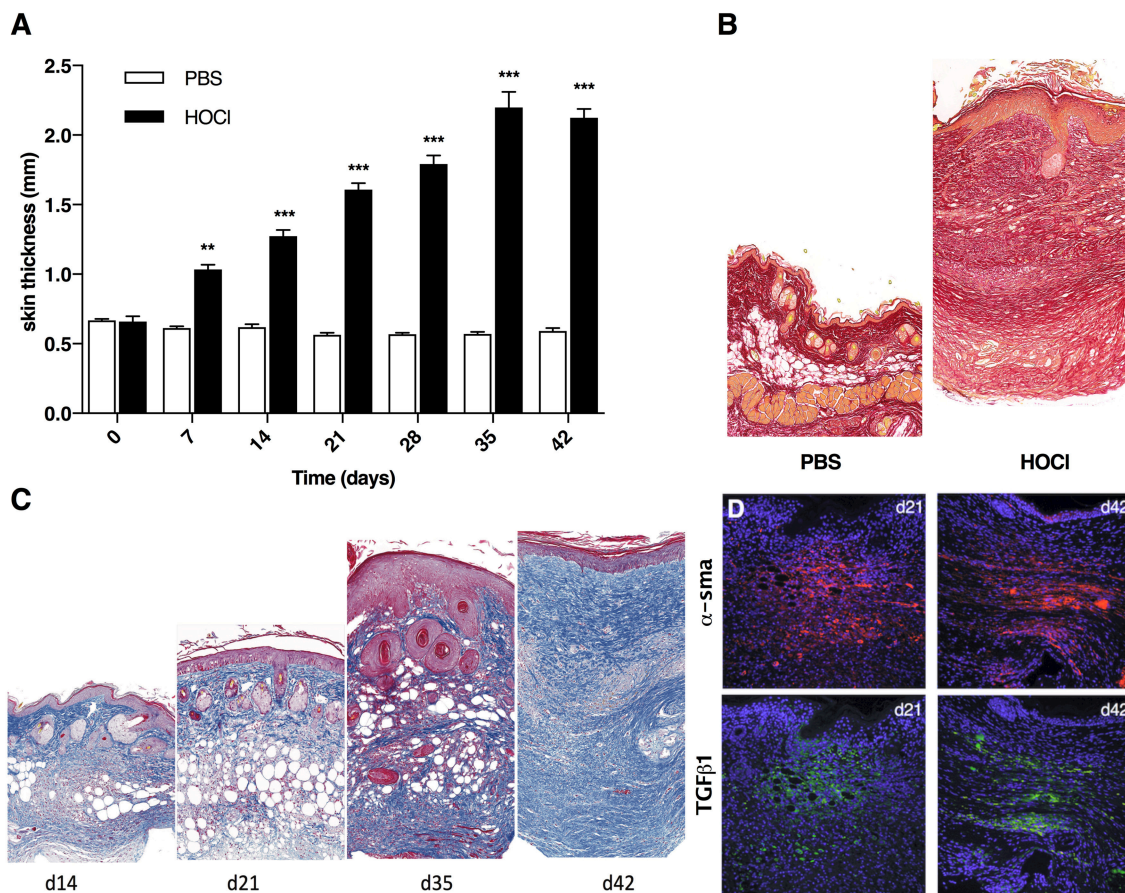 A
2.5
2.0
1.5
1.0
0.5
0.0
skin thickness (mm)
PBS
HOCl
**
***
***
***
***
***
0
7
14
21
28
35
42
Time (days)
B
PBS
HOCl
C
d14
d21
d35
d42
D
d21
d42
α-sma
d21
d42
TGFβ1